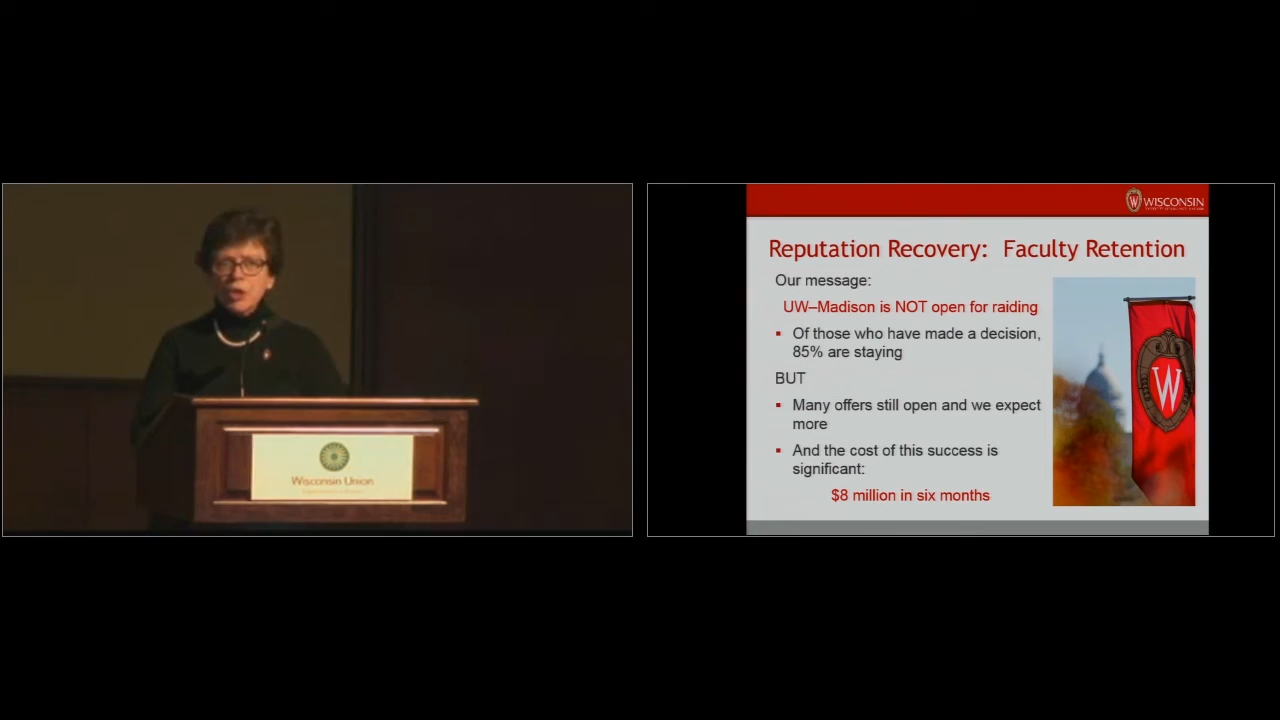 Wisconsin Union
WISCONSIN
Reputation Recovery: Faculty Retention
Our message:
UW–Madison is NOT open for raiding
▪ Of those who have made a decision,
85% are staying
BUT
▪ Many offers still open and we expect
more
▪ And the cost of this success is
significant:
$8 million in six months
W
W